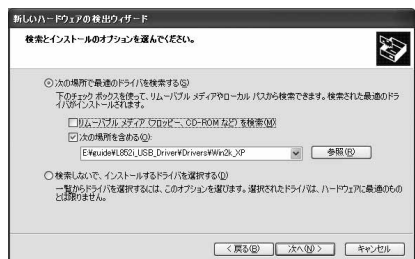 新しいハードウェアの検出ウィザード
検索とインストールのオプションを選んでください。
次の場所で最適のドライバを検索する(S)
下のチェック ボックスを使って、リムーバブル メディアやローカル パスから検索できます。検索された最適のドラ
イバがインストールされます。
リムーバブル メディア (フロッピー、CD-ROM など) を検索(M)
次の場所を含める(O):
E:¥guide¥L852i_USB_Driver¥Drivers¥Win2k_XP
参照(R)
検索しないで、インストールするドライバを選択する(D)
一覧からドライバを選択するには、このオプションを選びます。選択されたドライバは、ハードウェアに最適のもの
とは限りません。
< 戻る(B)
次へ(N) >
キャンセル